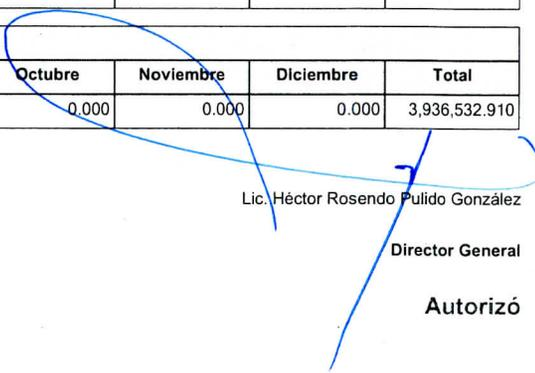 Octubre Noviembre Diciembre Total
0.000 0.000 0.000 3,936,532.910
Lic. Héctor Rosendo Pulido González
Director General
Autorizó